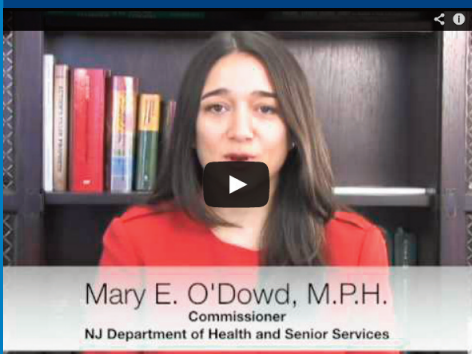 Mary E. O'Dowd, M.P.H.
Commissioner
NJ Department of Health and Senior Services